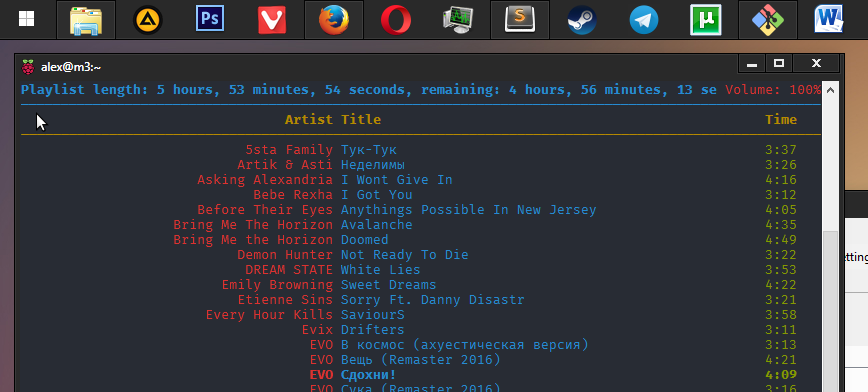 Ps
S
μ
W
alex@m3:~
Playlist length: 5 hours, 53 minutes, 54 seconds, remaining: 4 hours, 56 minutes, 13 se Volume: 100%
Artist Title Time
5sta Family Тук-Тук 3:37
Artik & Asti Неделимы 3:26
Asking Alexandria I Wont Give In 4:16
Bebe Rexha I Got You 3:12
Before Their Eyes Anythings Possible In New Jersey 4:05
Bring Me The Horizon Avalanche 4:35
Bring Me the Horizon Doomed 4:49
Demon Hunter Not Ready To Die 3:22
DREAM STATE White Lies 3:53
Emily Browning Sweet Dreams 4:22
Etienne Sins Sorry Ft. Danny Disastr 3:21
Every Hour Kills SaviourS 3:58
Evix Drifters 3:11
EVO В космос (ахуестическая версия) 3:13
EVO Вещь (Remaster 2016) 4:21
EVO Сдохни! 4:09
EVO Сука (Remaster 2016) 3:16
etting